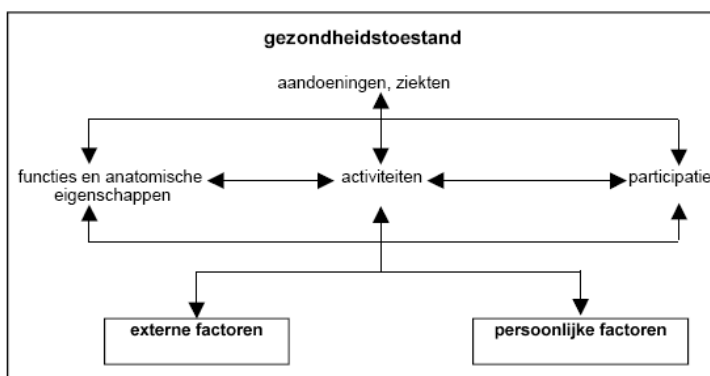 gezondheidstoestand
aandoeningen, ziekten
functies en anatomische
eigenschappen
activiteiten
participatie
externe factoren
persoonlijke factoren